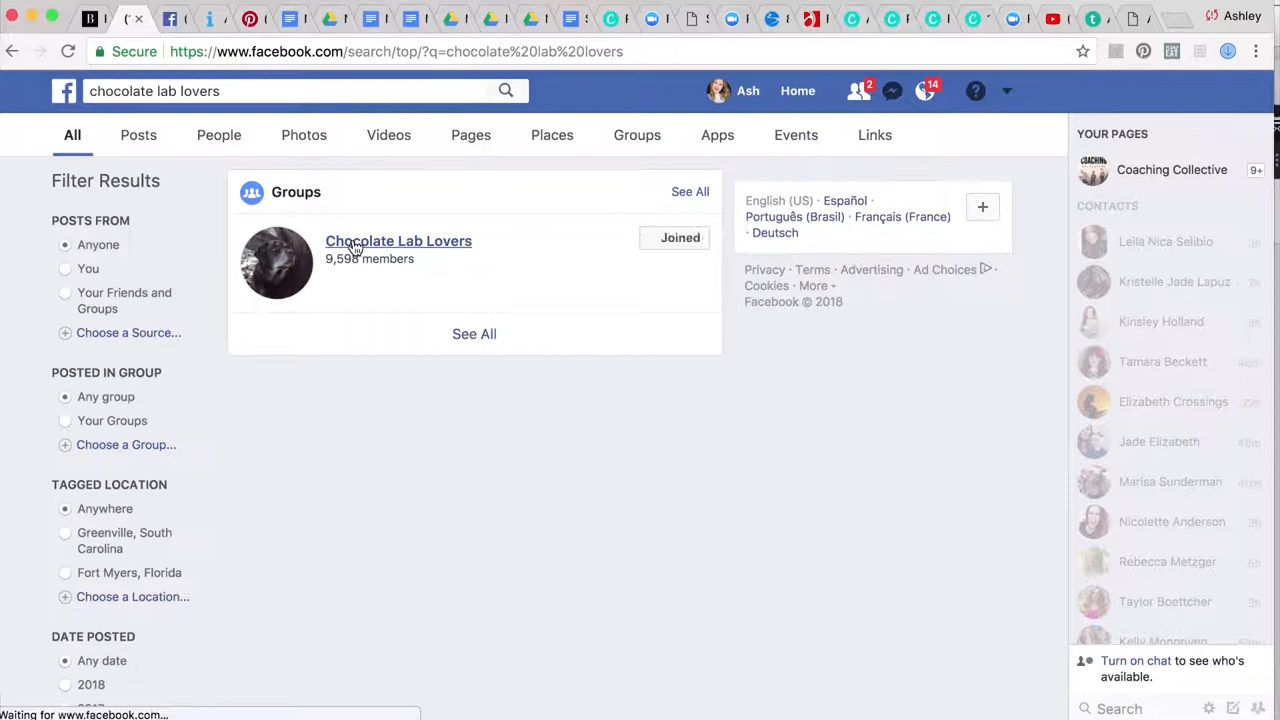 Ashley
Secure
https://www.facebook.com/search/top/?q=chocolate%20lab%20lovers
chocolate lab lovers
Ash
Home
2
14
All
Posts
People
Photos
Videos
Pages
Places
Groups
Apps
Events
Links
Filter Results
POSTS FROM
Anyone
You
Your Friends and
Groups
Choose a Source...
POSTED IN GROUP
Any group
Your Groups
Choose a Group...
TAGGED LOCATION
Anywhere
Greenville, South
Carolina
Fort Myers, Florida
Choose a Location...
DATE POSTED
Any date
2018
Groups
See All
Chocolate Lab Lovers
9,598 members
Joined
See All
English (US) · Español ·
Português (Brasil) · Français (France)
· Deutsch
Privacy · Terms · Advertising · Ad Choices
Cookies · More
Facebook © 2018
YOUR PAGES
Coaching Collective
9+
CONTACTS
Leila Nica Selibio
Kristelle Jade Lapuz
Kinsley Holland
Tamara Beckett
Elizabeth Crossings
Jade Elizabeth
48m
Marisa Sunderman
Nicolette Anderson
3h
Rebecca Metzger
5h
Taylor Boettcher
3h
Kelly Mongoven
Turn on chat to see who's
available.
Search
Waiting for www.facebook.com...